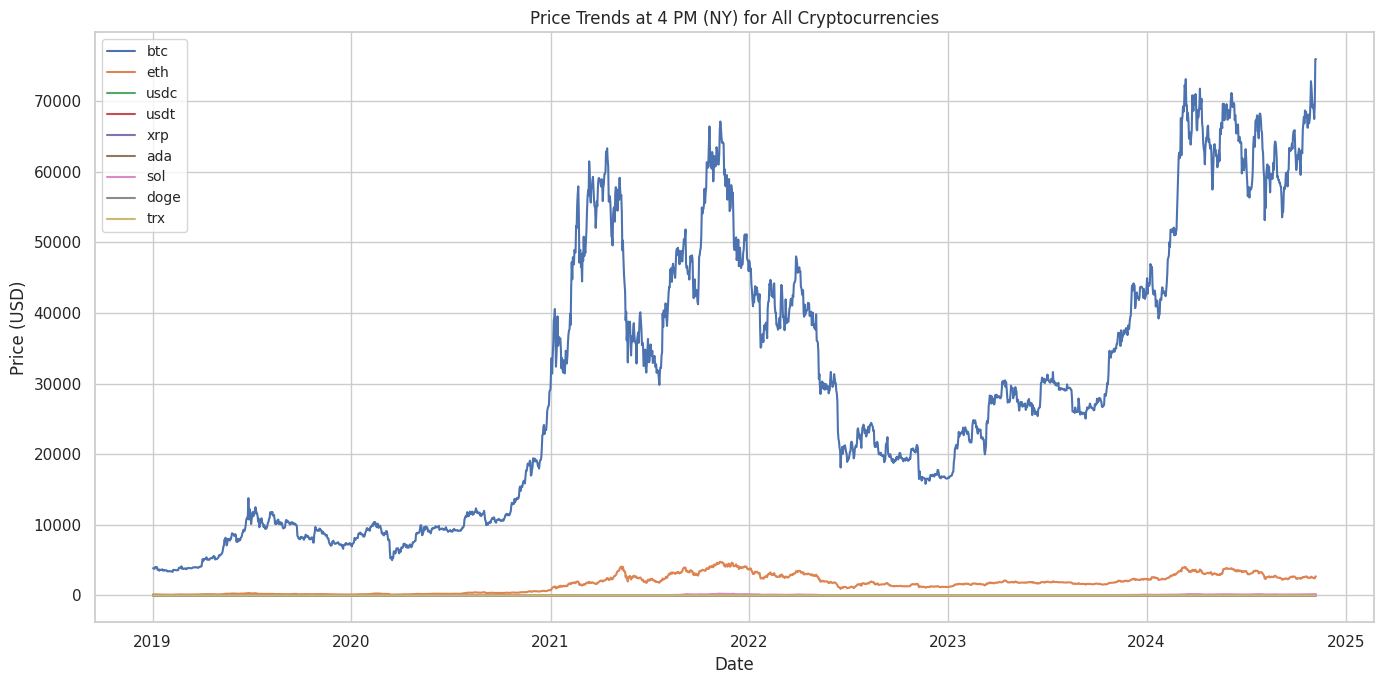 Price Trends at 4 PM (NY) for All Cryptocurrencies
btc
eth
usdc
usdt
xrp
ada
sol
doge
trx
Price (USD)
70000
60000
50000
40000
30000
20000
10000
0
2019 2020 2021 2022 2023 2024 2025
Date